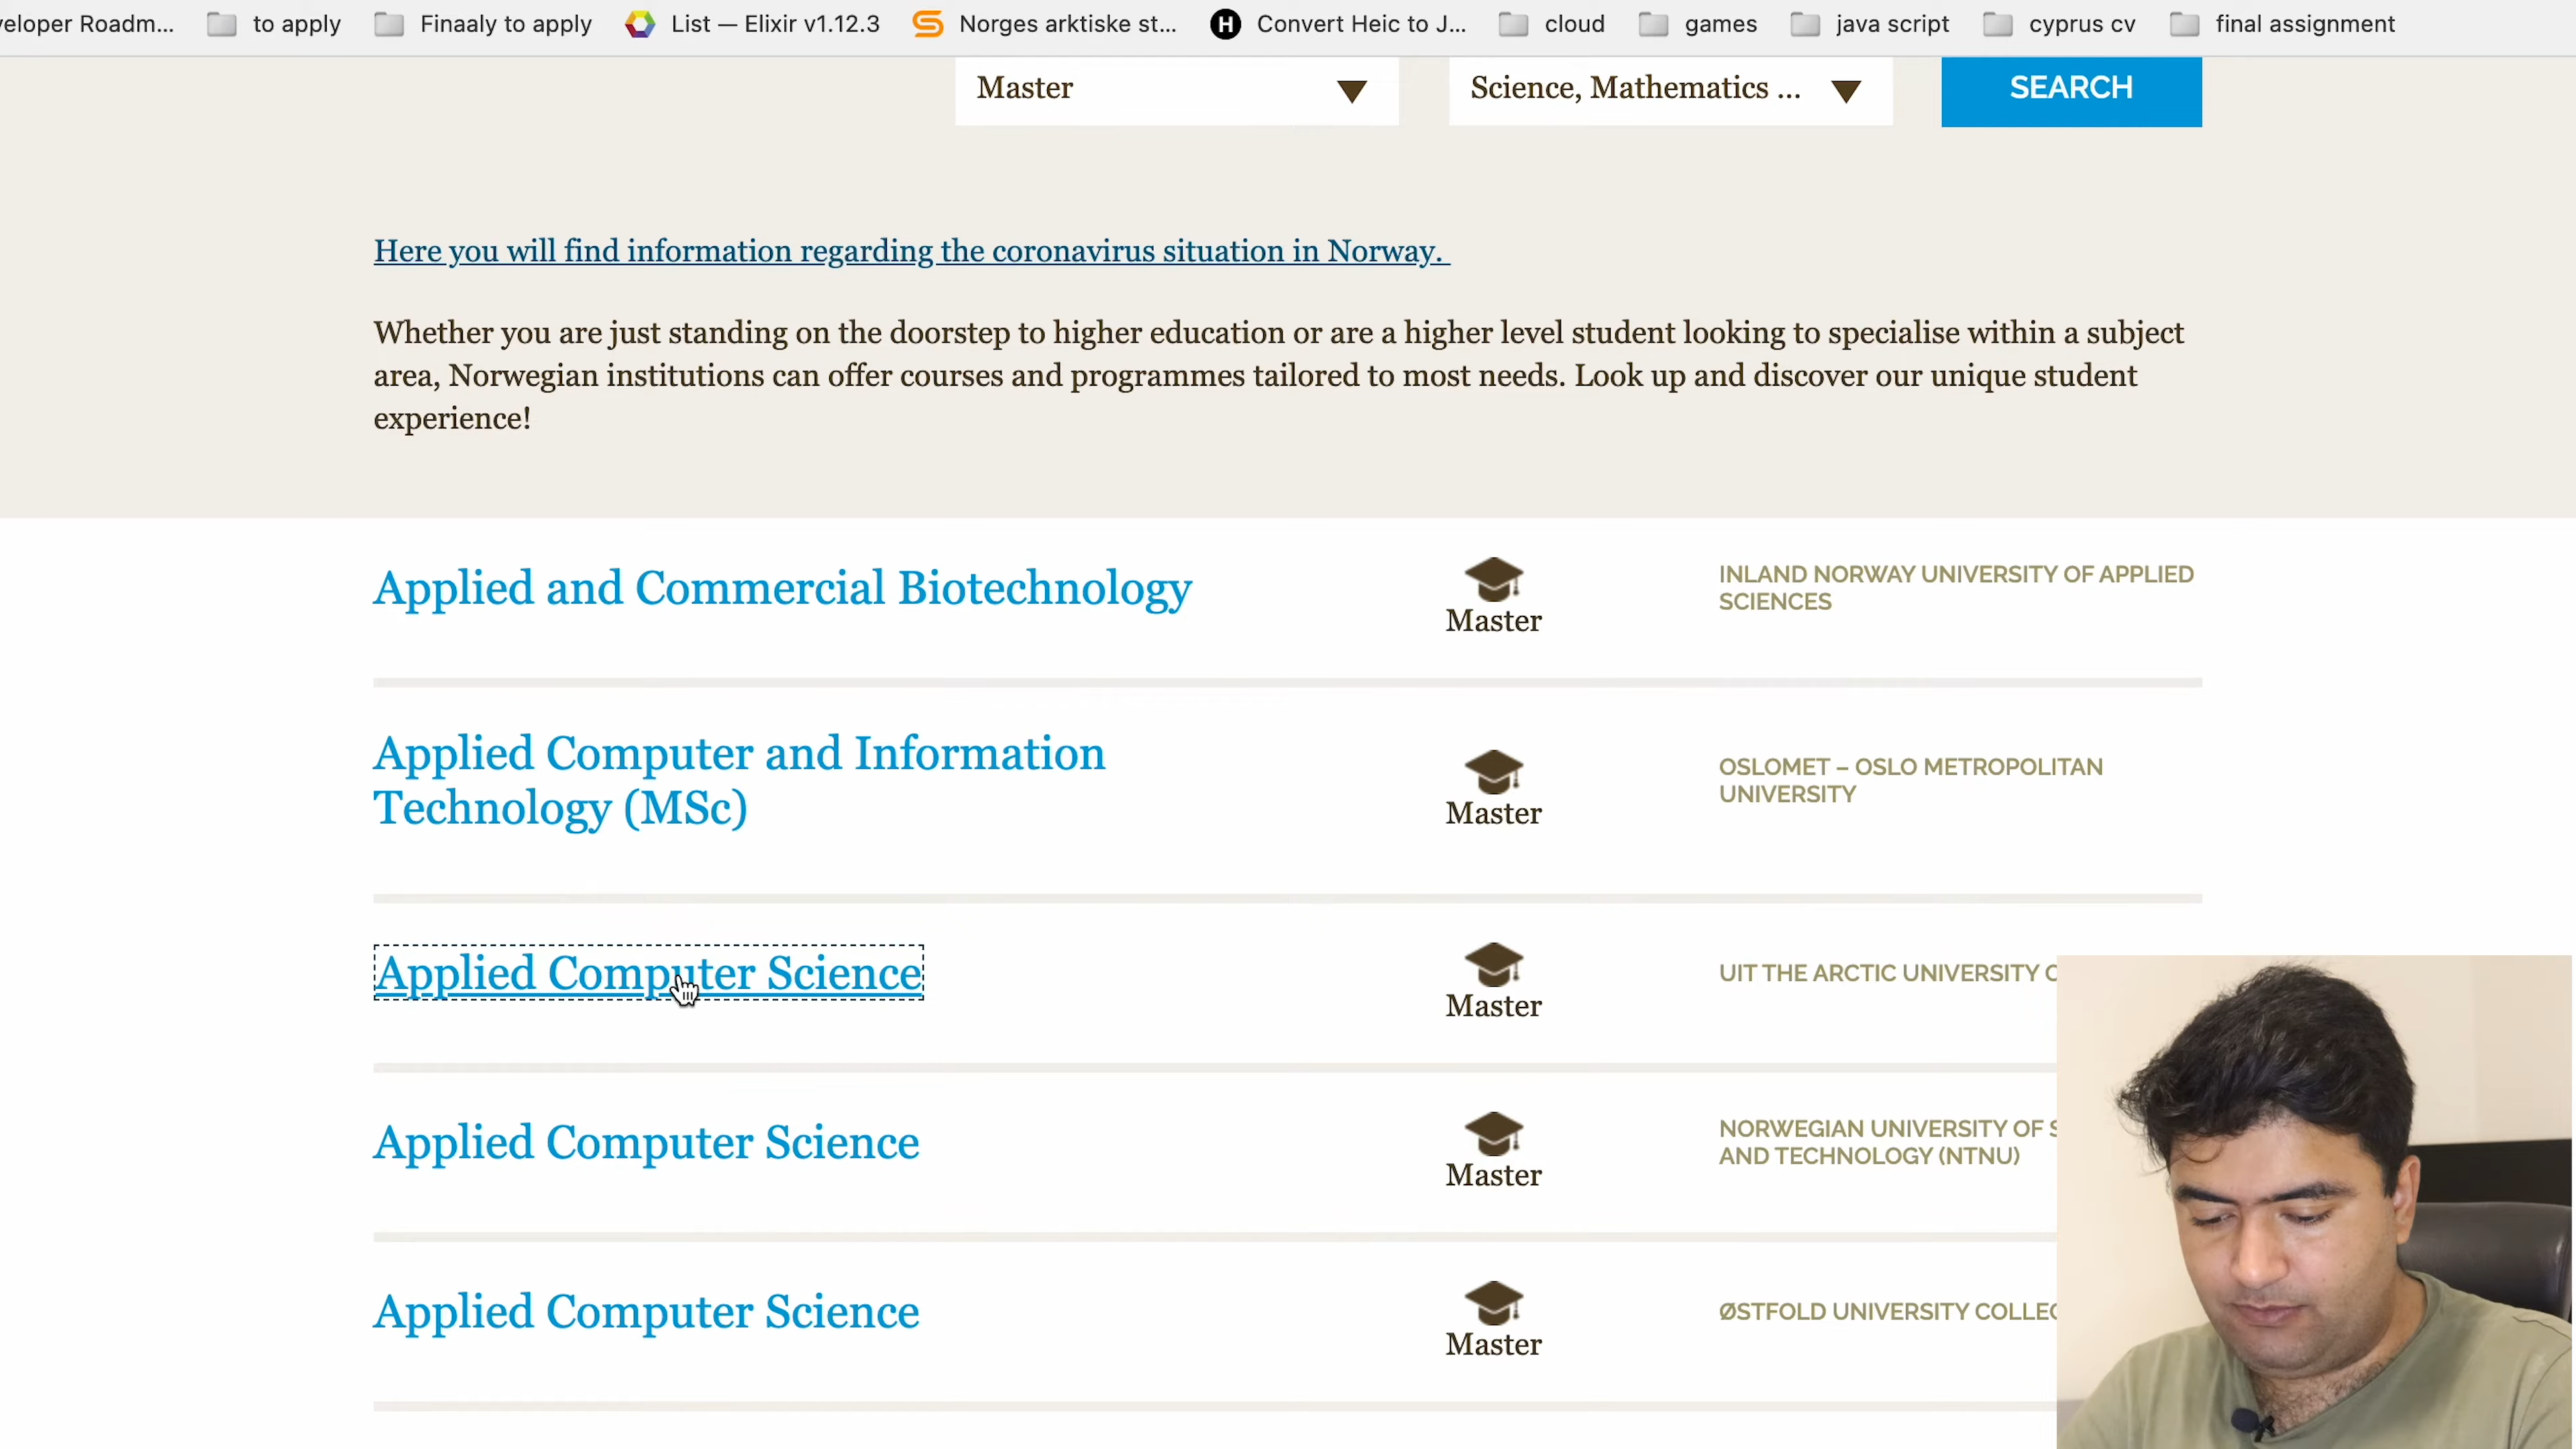 veloper Roadm... to apply Finaaly to apply List — Elixir v1.12.3 Norges arktiske st... H Convert Heic to J... cloud games java script cyprus cv final assignment
Master Science, Mathematics ... SEARCH
Here you will find information regarding the coronavirus situation in Norway.
Whether you are just standing on the doorstep to higher education or are a higher level student looking to specialise within a subject
area, Norwegian institutions can offer courses and programmes tailored to most needs. Look up and discover our unique student
experience!
Applied and Commercial Biotechnology
Master
INLAND NORWAY UNIVERSITY OF APPLIED
SCIENCES
Applied Computer and Information
Technology (MSc)
Master
OSLOMET – OSLO METROPOLITAN
UNIVERSITY
Applied Computer Science
Master
UIT THE ARCTIC UNIVERSITY
Applied Computer Science
Master
NORWEGIAN UNIVERSITY OF
AND TECHNOLOGY (NTNU)
Applied Computer Science
Master
ØSTFOLD UNIVERSITY COLLE